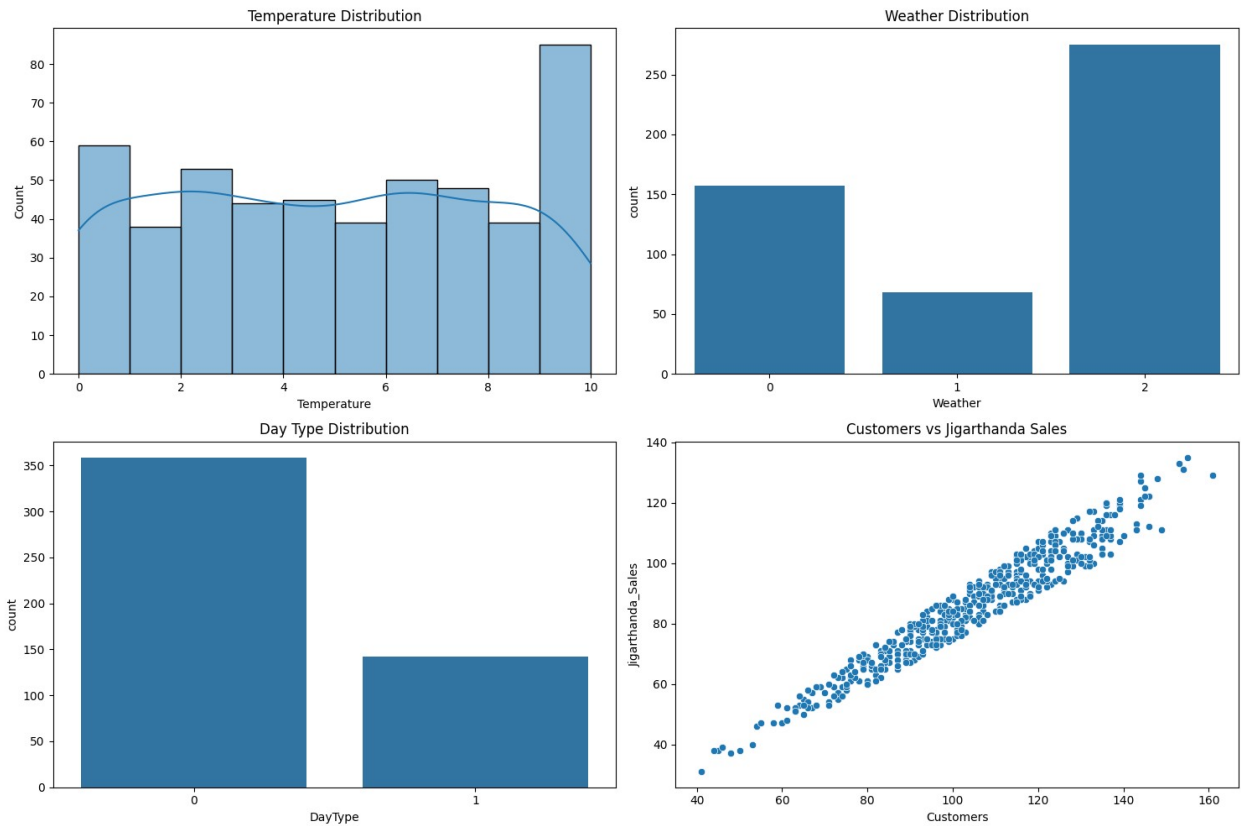 Temperature Distribution
80
70
60
50
40
30
20
10
0
Count
0 2 4 6 8 10
Temperature
Weather Distribution
250
200
150
100
50
0
count
0 1 2
Weather
Day Type Distribution
350
300
250
200
150
100
50
0
count
0 1
DayType
Customers vs Jigarthanda Sales
140
120
100
80
60
40
Jigarthanda_Sales
40 60 80 100 120 140 160
Customers